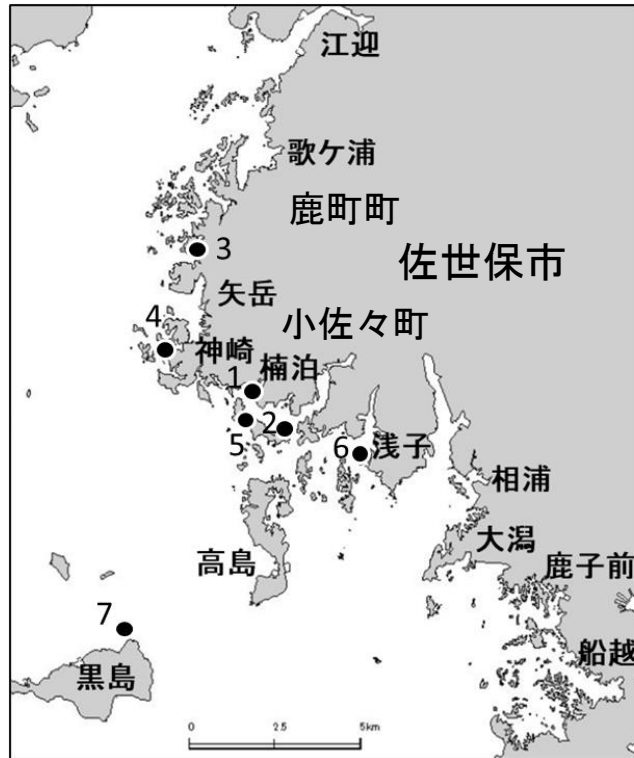 江迎
歌ケ浦
鹿町町
3
佐世保市
矢岳
小佐々町
4
神崎
楠泊
1
5
2
6
浅子
相浦
大潟
高島
鹿子前
7
船越
黒島
0
2.5
5km